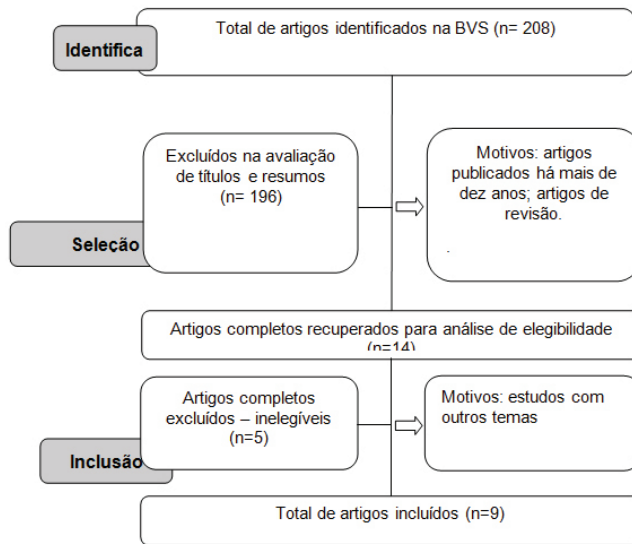 Total de artigos identificados na BVS (n= 208)
Identifica
Excluídos na avaliação
de títulos e resumos
(n= 196)
Motivos: artigos
publicados há mais de
dez anos; artigos de
revisão.
.
Seleção
Artigos completos recuperados para análise de elegibilidade
(n=14)
Artigos completos
excluídos – inelegíveis
(n=5)
Motivos: estudos com
outros temas
Inclusão
Total de artigos incluídos (n=9)